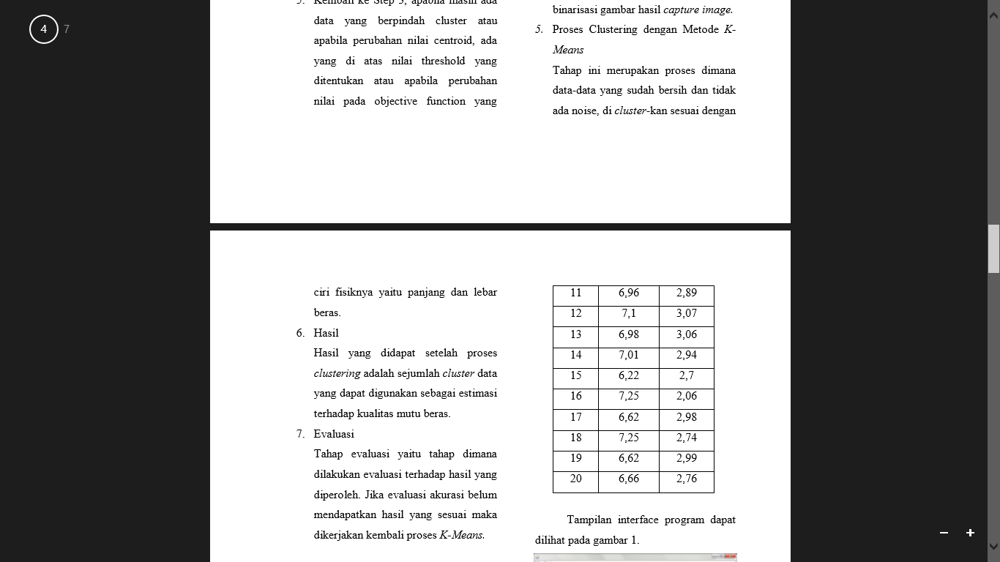 4 7
5. Kembali ke Step 3, apabila masih ada
data yang berpindah cluster atau
apabila perubahan nilai centroid, ada
yang di atas nilai threshold yang
ditentukan atau apabila perubahan
nilai pada objective function yang
binarisasi gambar hasil capture image.
5. Proses Clustering dengan Metode K-
Means
Tahap ini merupakan proses dimana
data-data yang sudah bersih dan tidak
ada noise, di cluster-kan sesuai dengan
ciri fisiknya yaitu panjang dan lebar
beras.
6. Hasil
Hasil yang didapat setelah proses
clustering adalah sejumlah cluster data
yang dapat digunakan sebagai estimasi
terhadap kualitas mutu beras.
7. Evaluasi
Tahap evaluasi yaitu tahap dimana
dilakukan evaluasi terhadap hasil yang
diperoleh. Jika evaluasi akurasi belum
mendapatkan hasil yang sesuai maka
dikerjakan kembali proses K-Means.
11 6,96 2,89
12 7,1 3,07
13 6,98 3,06
14 7,01 2,94
15 6,22 2,7
16 7,25 2,06
17 6,62 2,98
18 7,25 2,74
19 6,62 2,99
20 6,66 2,76
Tampilan interface program dapat
dilihat pada gambar 1.